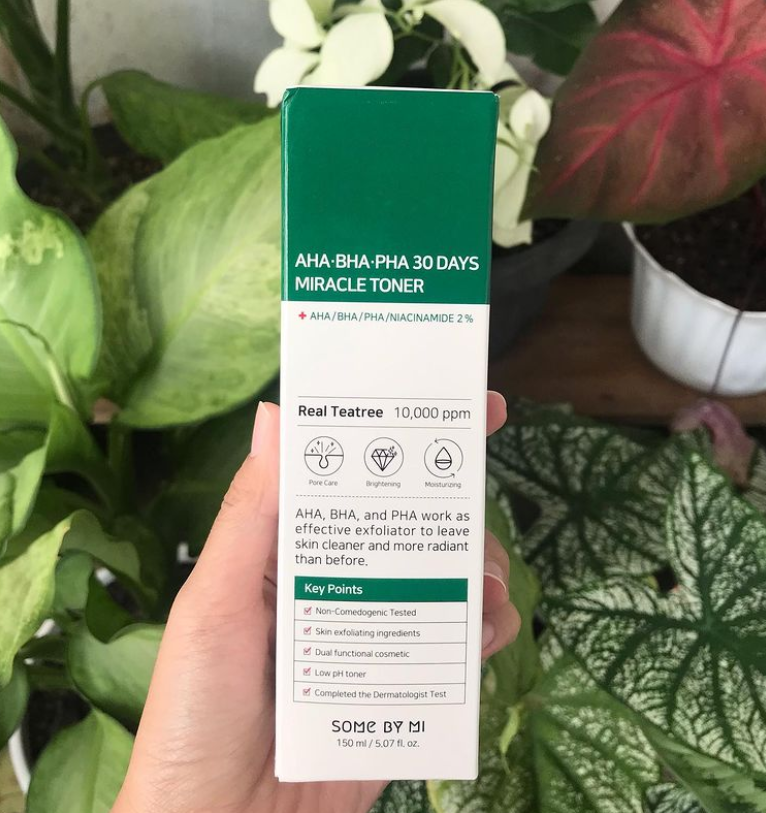 AHA·BHA·PHA 30 DAYS
MIRACLE TONER
+ AHA/BHA/PHA/NIACINAMIDE 2%
Real Teatree 10,000 ppm
Pore Care Brightening Moisturizing
AHA, BHA, and PHA work as
effective exfoliator to leave
skin cleaner and more radiant
than before.
Key Points
Non-Comedogenic Tested
Skin exfoliating ingredients
Dual functional cosmetic
Low pH toner
Completed the Dermatologist Test
SOME BY MI
150 ml / 5.07 fl. oz.